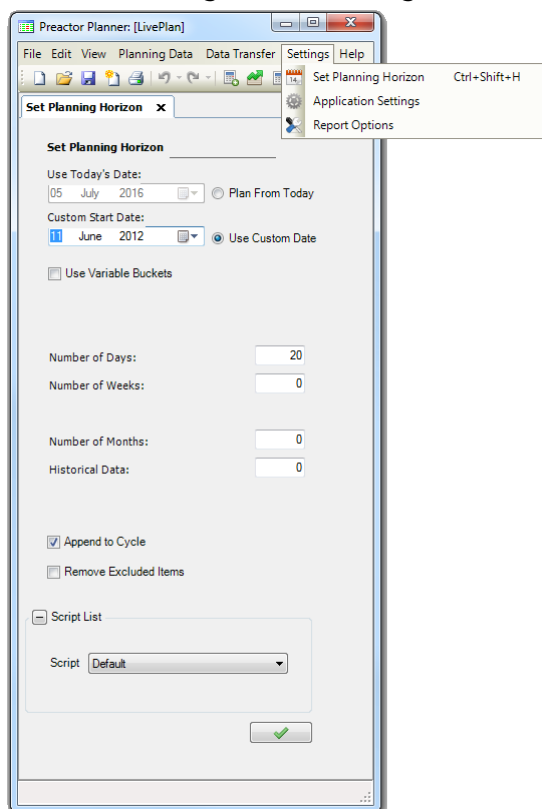 Preactor Planner: [LivePlan]
File Edit View Planning Data Data Transfer Settings Help
Set Planning Horizon Ctrl+Shift+H
Application Settings
Report Options
Set Planning Horizon x
Set Planning Horizon
Use Today's Date:
05 July 2016 Plan From Today
Custom Start Date:
11 June 2012 Use Custom Date
Use Variable Buckets
Number of Days: 20
Number of Weeks: 0
Number of Months: 0
Historical Data: 0
Append to Cycle
Remove Excluded Items
Script List
Script Default